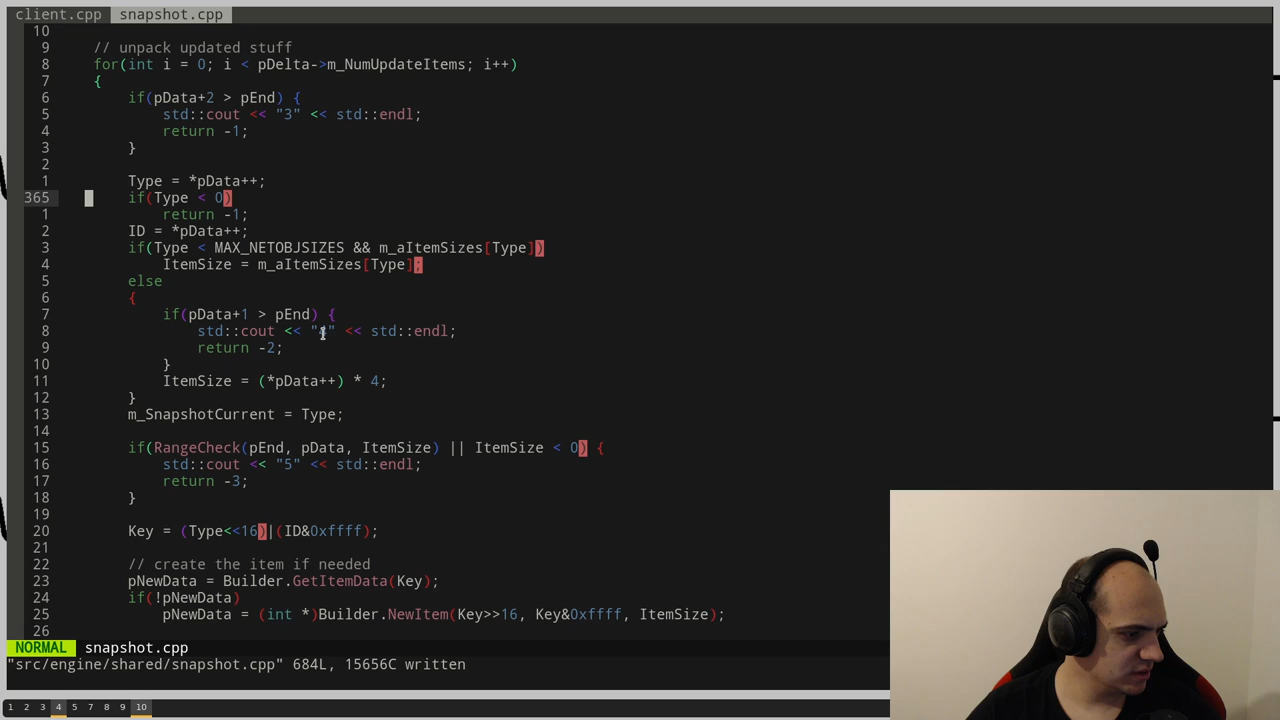 client.cpp snapshot.cpp
10
9 // unpack updated stuff
8 for(int i = 0; i < pDelta->m_NumUpdateItems; i++)
7 {
6 if(pData+2 > pEnd) {
5 std::cout << "3" << std::endl;
4 return -1;
3 }
2
1 Type = *pData++;
365 if(Type < 0)
1 return -1;
2 ID = *pData++;
3 if(Type < MAX_NETOBJSIZES && m_aItemSizes[Type])
4 ItemSize = m_aItemSizes[Type];
5 else
6 {
7 if(pData+1 > pEnd) {
8 std::cout << "4" << std::endl;
9 return -2;
10 }
11 ItemSize = (*pData++) * 4;
12 }
13 m_SnapshotCurrent = Type;
14
15 if(RangeCheck(pEnd, pData, ItemSize) || ItemSize < 0) {
16 std::cout << "5" << std::endl;
17 return -3;
18 }
19
20 Key = (Type<<16)|(ID&0xffff);
21
22 // create the item if needed
23 pNewData = Builder.GetItemData(Key);
24 if(!pNewData)
25 pNewData = (int *)Builder.NewItem(Key>>16, Key&0xffff, ItemSize);
26
NORMAL snapshot.cpp
"src/engine/shared/snapshot.cpp" 684L, 15656C written
1 2 3 4 5 6 7 8 9 10